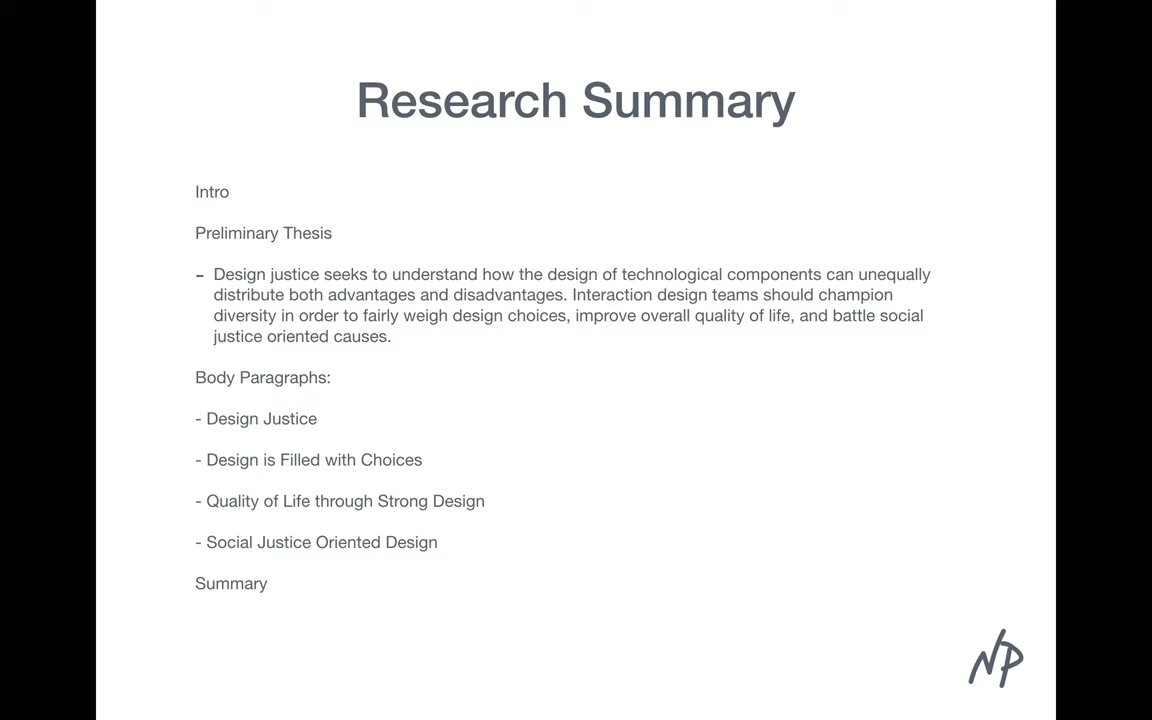 Research Summary
Intro
Preliminary Thesis
- Design justice seeks to understand how the design of technological components can unequally
distribute both advantages and disadvantages. Interaction design teams should champion
diversity in order to fairly weigh design choices, improve overall quality of life, and battle social
justice oriented causes.
Body Paragraphs:
- Design Justice
- Design is Filled with Choices
- Quality of Life through Strong Design
- Social Justice Oriented Design
Summary
NP